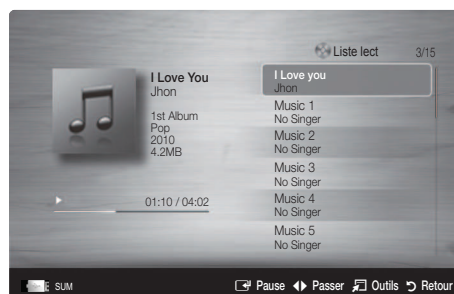 Liste lect 3/15
I Love You
Jhon
1st Album
Pop
2010
4.2MB
01:10 / 04:02
I Love you
Jhon
Music 1
No Singer
Music 2
No Singer
Music 3
No Singer
Music 4
No Singer
Music 5
No Singer
SUM Pause Passer Outils Retour